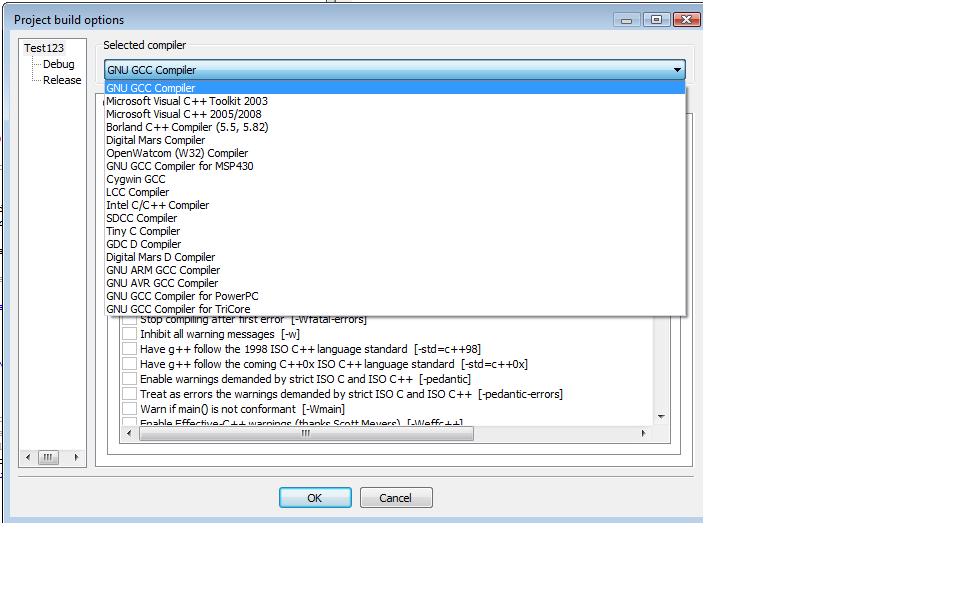 Project build options
Test123
Debug
Release
Selected compiler
GNU GCC Compiler
GNU GCC Compiler
Microsoft Visual C++ Toolkit 2003
Microsoft Visual C++ 2005/2008
Borland C++ Compiler (5.5, 5.82)
Digital Mars Compiler
OpenWatcom (W32) Compiler
GNU GCC Compiler for MSP430
Cygwin GCC
LCC Compiler
Intel C/C++ Compiler
SDCC Compiler
Tiny C Compiler
GDC D Compiler
Digital Mars D Compiler
GNU ARM GCC Compiler
GNU AVR GCC Compiler
GNU GCC Compiler for PowerPC
GNU GCC Compiler for TriCore
Stop compiling after first error [-Wfatal-errors]
Inhibit all warning messages [-w]
Have g++ follow the 1998 ISO C++ language standard [-std=c++98]
Have g++ follow the coming C++0x ISO C++ language standard [-std=c++0x]
Enable warnings demanded by strict ISO C and ISO C++ [-pedantic]
Treat as errors the warnings demanded by strict ISO C and ISO C++ [-pedantic-errors]
Warn if main() is not conformant [-Wmain]
Enable Effective-C++ warnings (thanks Scott Meyers) [-Weffc++]
OK
Cancel